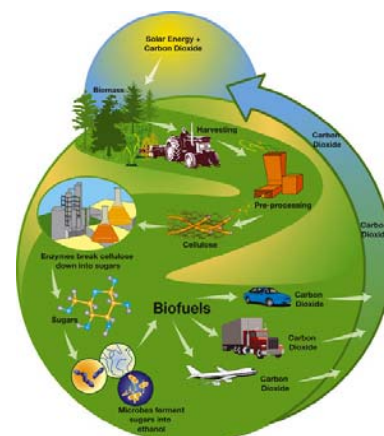 Solar Energy +
Carbon Dioxide
Biomass
Harvesting
Carbon
Dioxide
Pre-processing
Cellulose
Carbon
Dioxide
Enzymes break cellulose
down into sugars
Biofuels
Carbon
Dioxide
Sugars
Carbon
Dioxide
Carbon
Dioxide
Microbes ferment
sugars into
ethanol